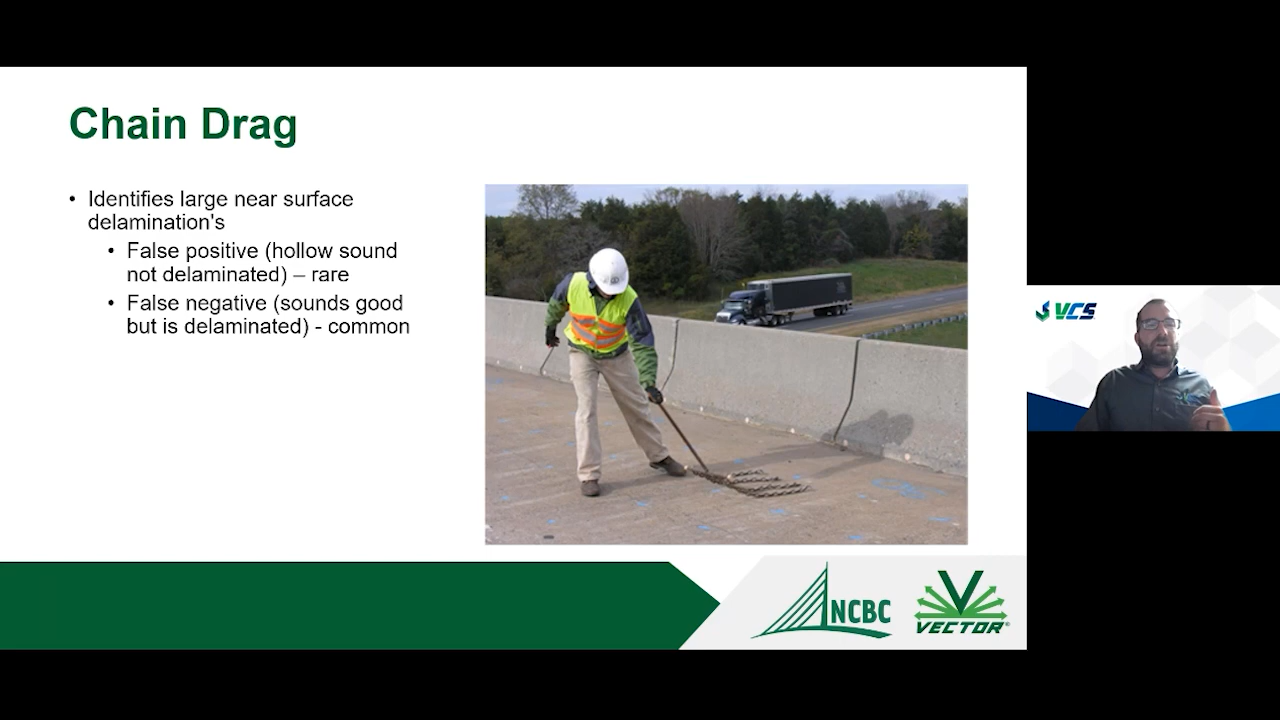 Chain Drag
• Identifies large near surface
delamination's
• False positive (hollow sound
not delaminated) – rare
• False negative (sounds good
but is delaminated) - common
VCS
NCBC
VECTOR®